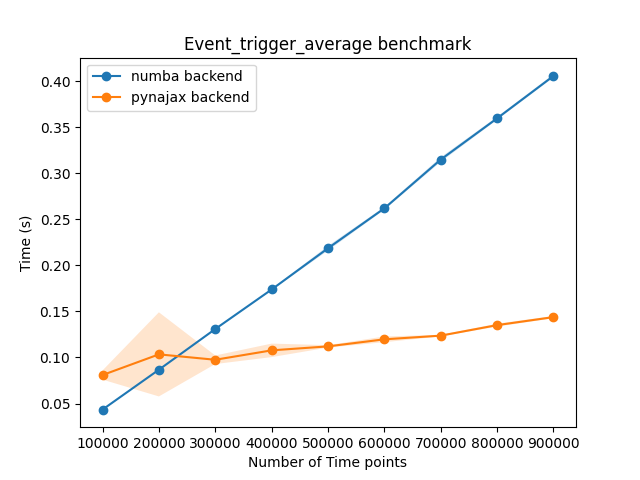 Event_trigger_average benchmark
numba backend
pynajax backend
0.40
0.35
0.30
0.25
0.20
0.15
0.10
0.05
Time (s)
100000 200000 300000 400000 500000 600000 700000 800000 900000
Number of Time points